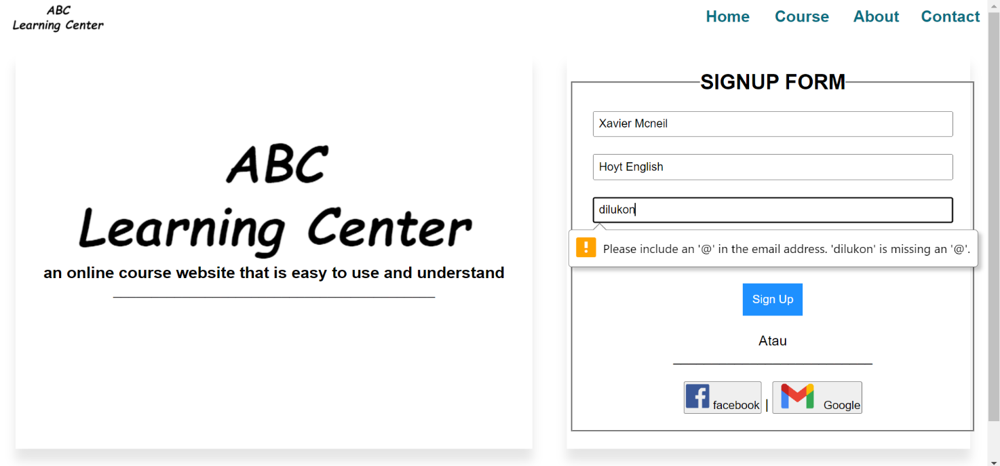 ABC
Learning Center
Home Course About Contact
ABC
Learning Center
an online course website that is easy to use and understand
SIGNUP FORM
Xavier Mcneil
Hoyt English
dilukon
Please include an '@' in the email address. 'dilukon' is missing an '@'.
Sign Up
Atau
facebook | Google